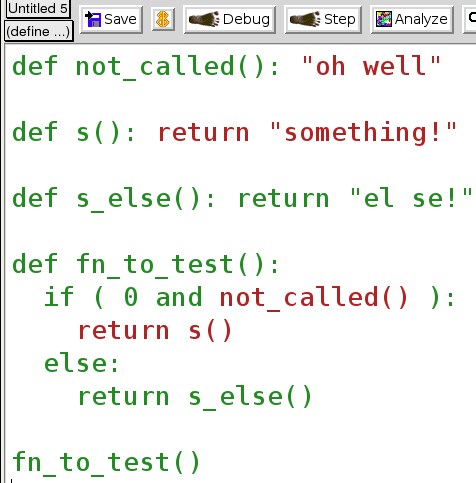 Untitled 5
(define ...)
Save
Debug
Step
Analyze
def not_called(): "oh well"
def s(): return "something!"
def s_else(): return "el se!"
def fn_to_test():
if ( 0 and not_called() ):
return s()
else:
return s_else()
fn_to_test()